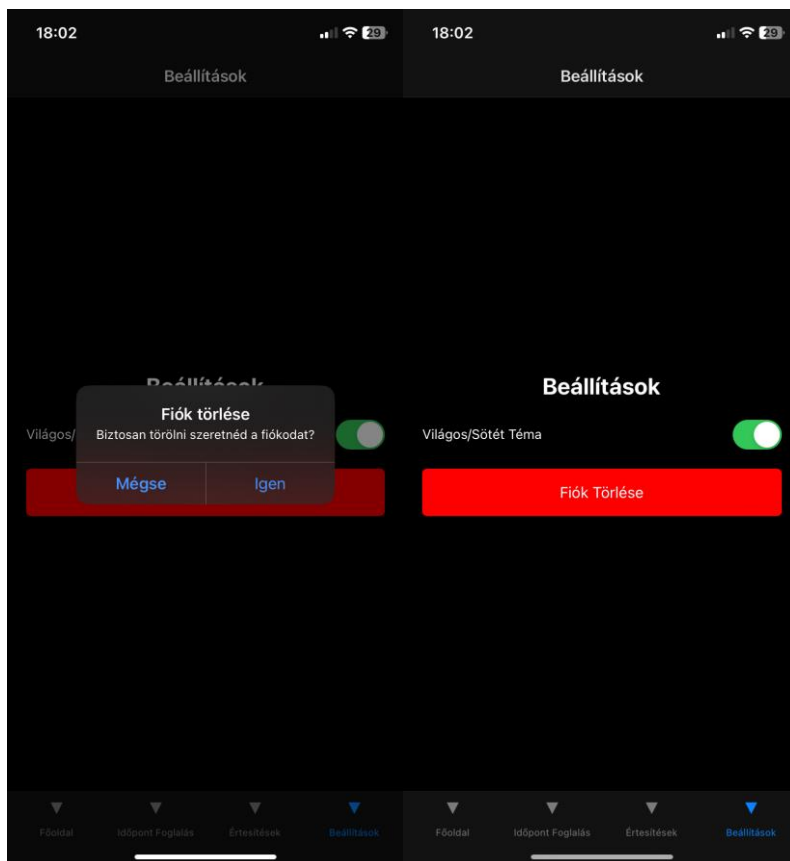 18:02
29
Beállítások
Beállítások
Fiók törlése
Biztosan törölni szeretnéd a fiókodat?
Világos/
Mégse
Igen
Főoldal
Időpont Foglalás
Értesítések
Beállítások
18:02
29
Beállítások
Beállítások
Világos/Sötét Téma
Fiók Törlése
Főoldal
Időpont Foglalás
Értesítések
Beállítások